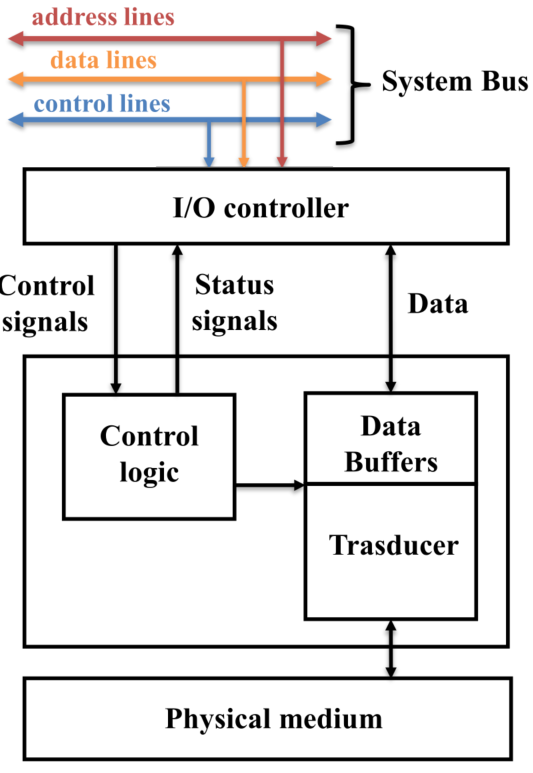 address lines
data lines
control lines
System Bus
I/O controller
Control
signals
Status
signals
Data
Control
logic
Data
Buffers
Trasducer
Physical medium